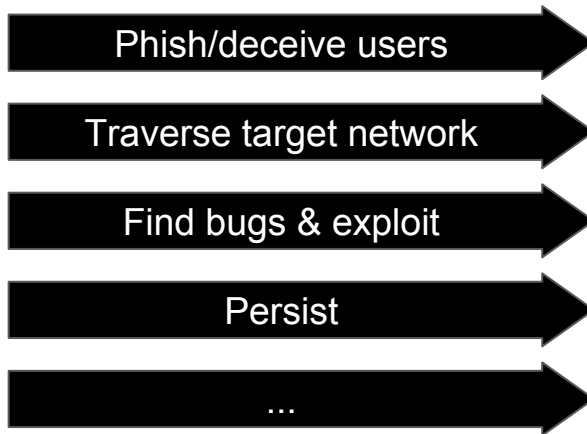 Phish/deceive users
Traverse target network
Find bugs & exploit
Persist
...